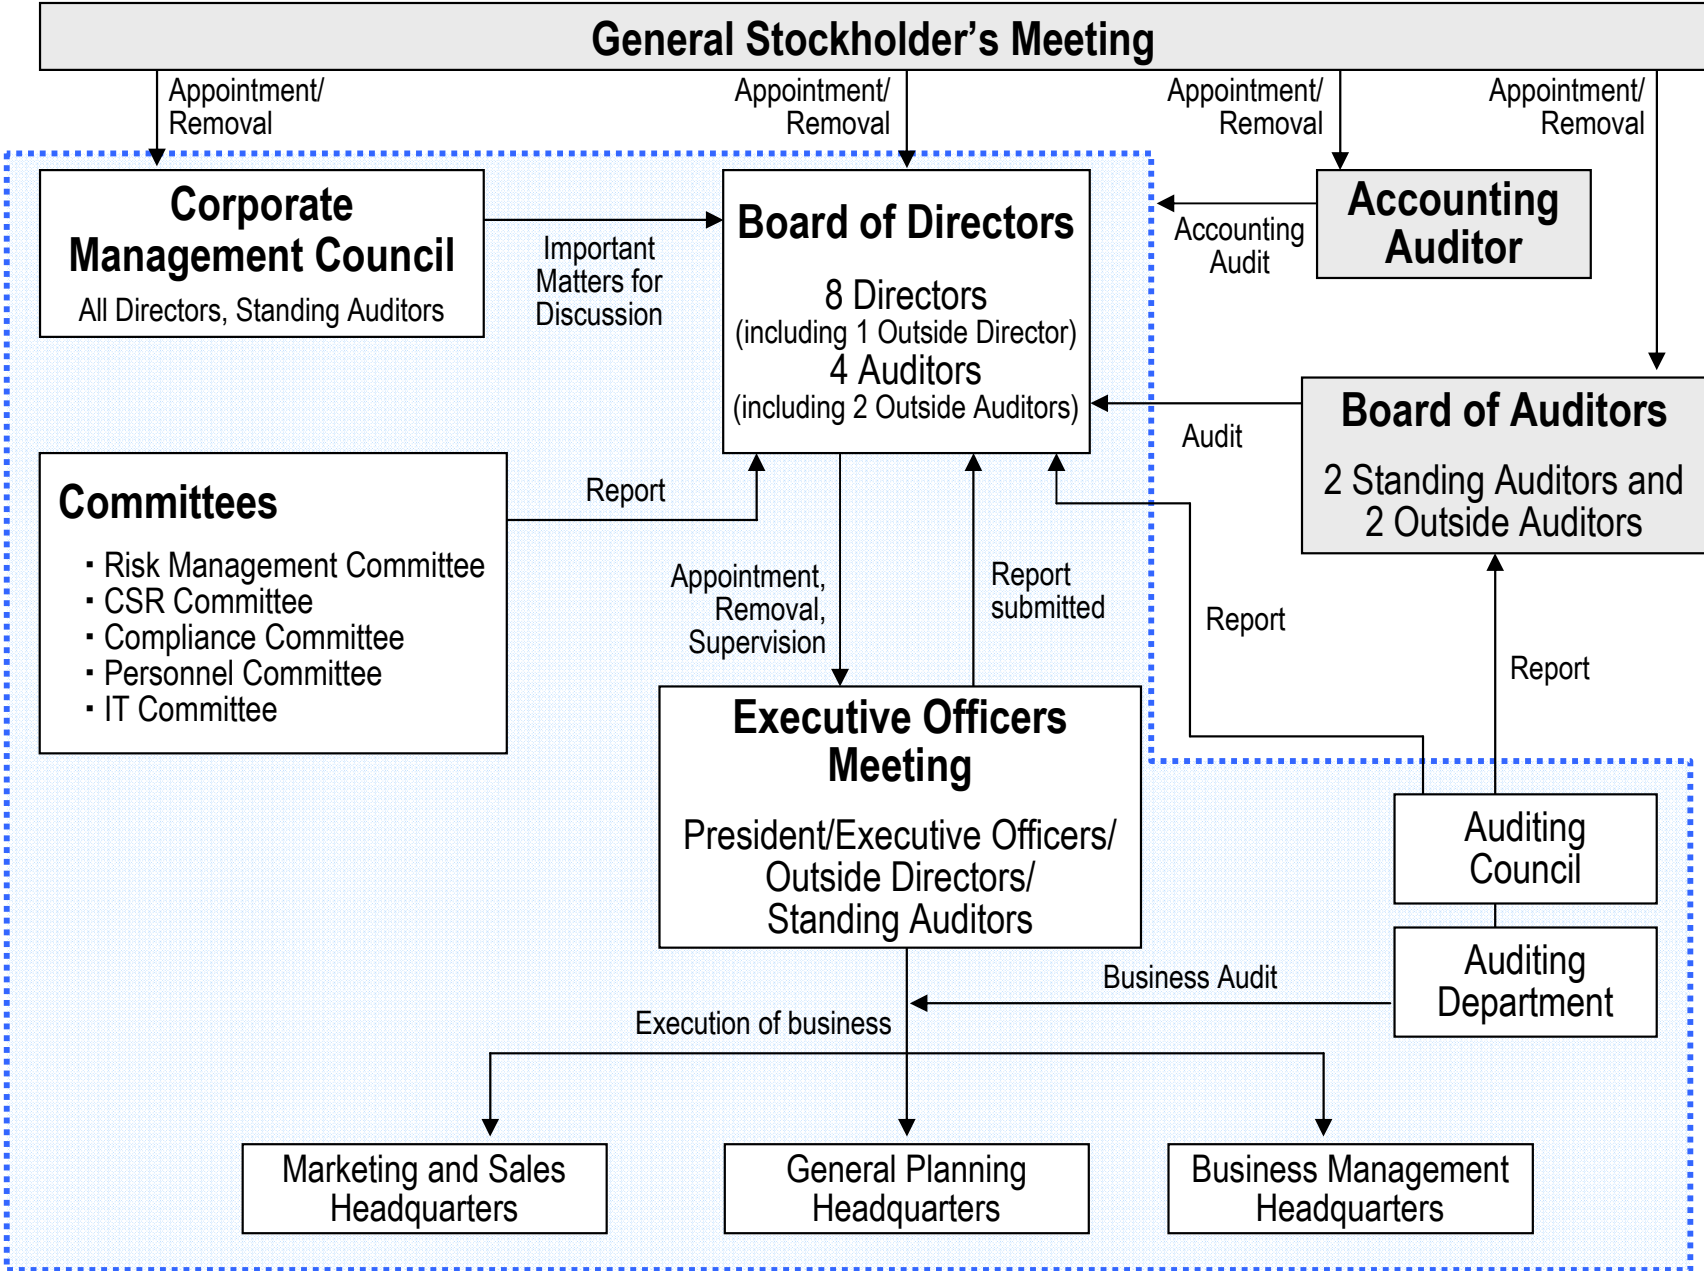 General Stockholder’s Meeting
Appointment/
Removal
Appointment/
Removal
Appointment/
Removal
Appointment/
Removal
Corporate
Management Council
All Directors, Standing Auditors
Important
Matters for
Discussion
Board of Directors
8 Directors
(including 1 Outside Director)
4 Auditors
(including 2 Outside Auditors)
Accounting
Audit
Accounting
Auditor
Audit
Board of Auditors
2 Standing Auditors and
2 Outside Auditors
Committees
・Risk Management Committee
・CSR Committee
・Compliance Committee
・Personnel Committee
・IT Committee
Report
Appointment,
Removal,
Supervision
Report
submitted
Report
Report
Executive Officers
Meeting
President/Executive Officers/
Outside Directors/
Standing Auditors
Auditing
Council
Auditing
Department
Business Audit
Execution of business
Marketing and Sales
Headquarters
General Planning
Headquarters
Business Management
Headquarters